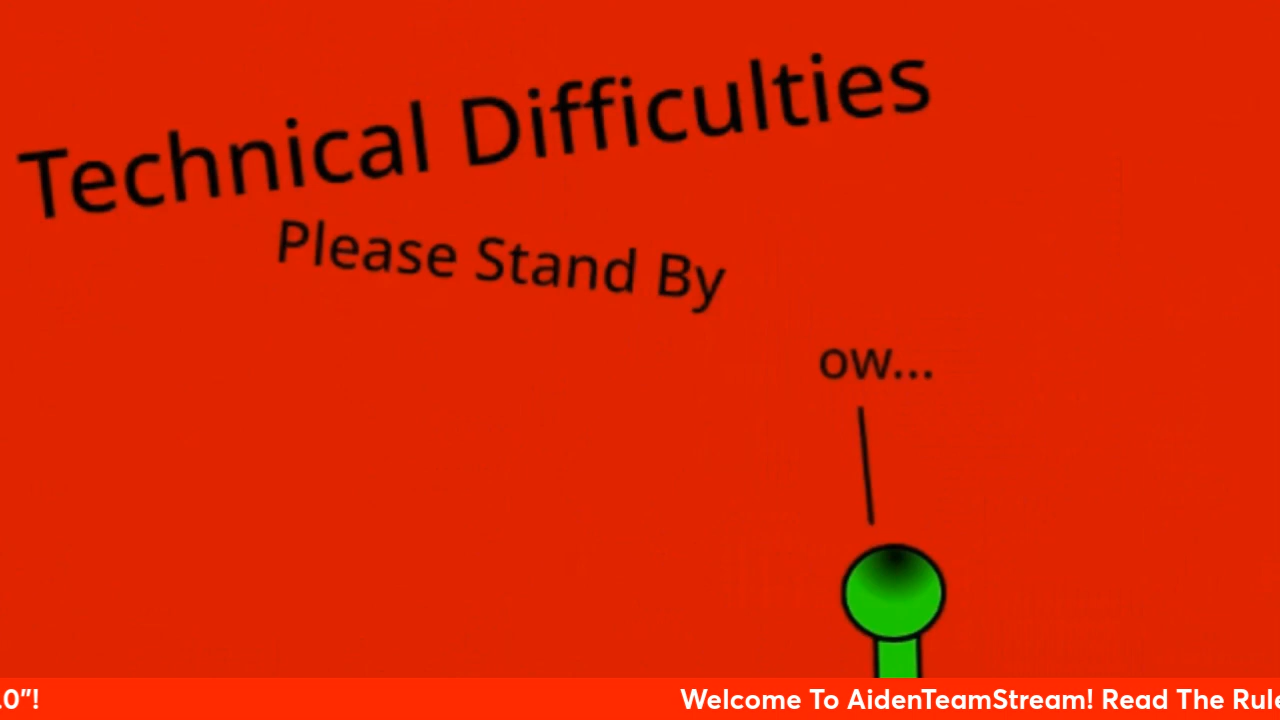 Technical Difficulties
Please Stand By
ow...
.0"! Welcome To AidenTeamStream! Read The Rule